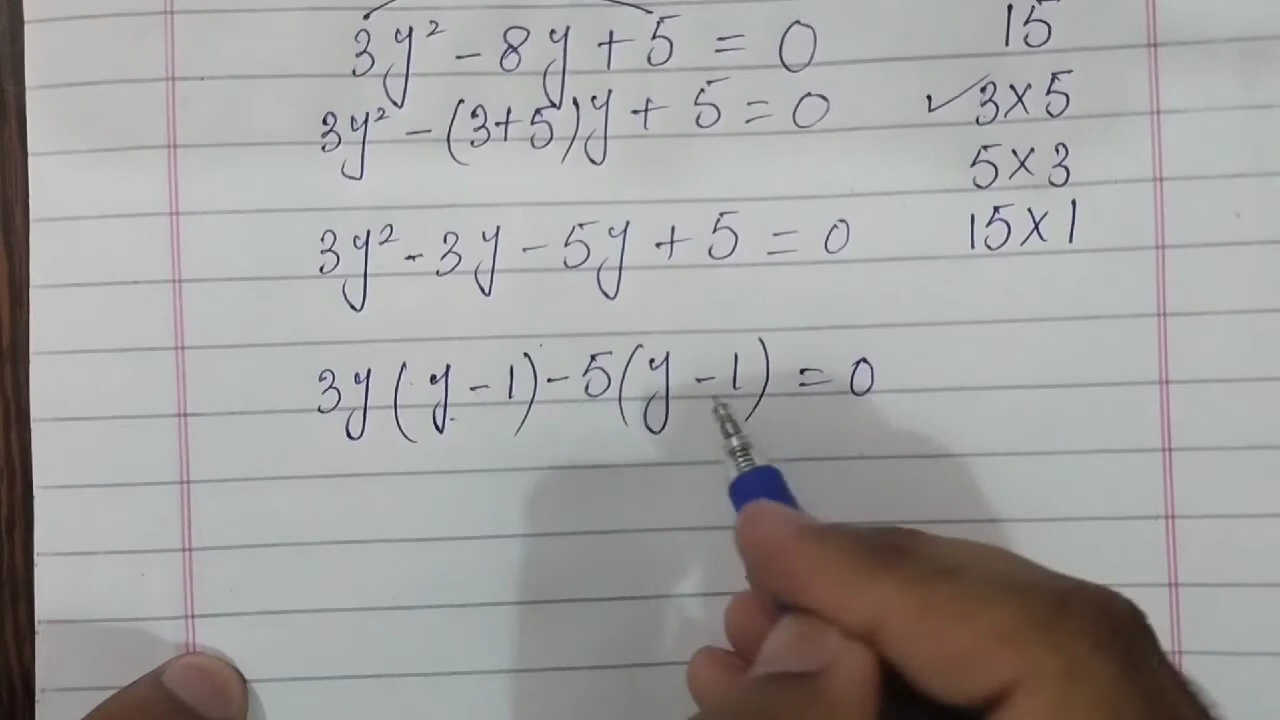 3y² - 8y + 5 = 0
3y² - (3+5)y + 5 = 0
3y² - 3y - 5y + 5 = 0
3y(y - 1) - 5(y - 1) = 0
15
✓3×5
5×3
15×1